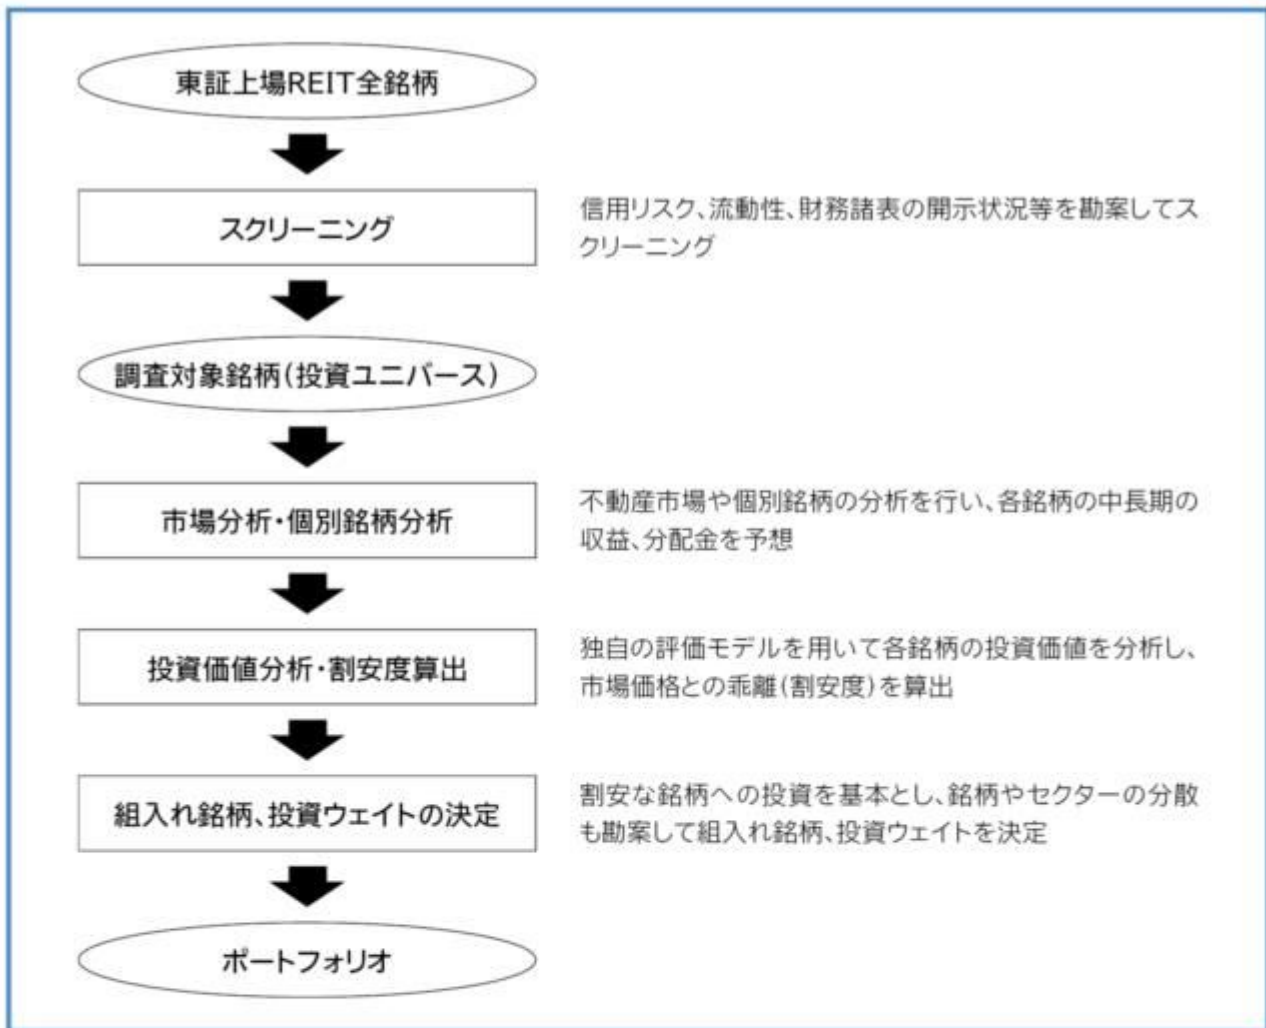 東証上場REIT全銘柄
スクリーニング
信用リスク、流動性、財務諸表の開示状況等を勘案してス
クリーニング
調査対象銘柄(投資ユニバース)
市場分析・個別銘柄分析
不動産市場や個別銘柄の分析を行い、各銘柄の中長期の
収益、分配金を予想
投資価値分析・割安度算出
独自の評価モデルを用いて各銘柄の投資価値を分析し、
市場価格との乖離(割安度)を算出
組入れ銘柄、投資ウェイトの決定
割安な銘柄への投資を基本とし、銘柄やセクターの分散
も勘案して組入れ銘柄、投資ウェイトを決定
ポートフォリオ